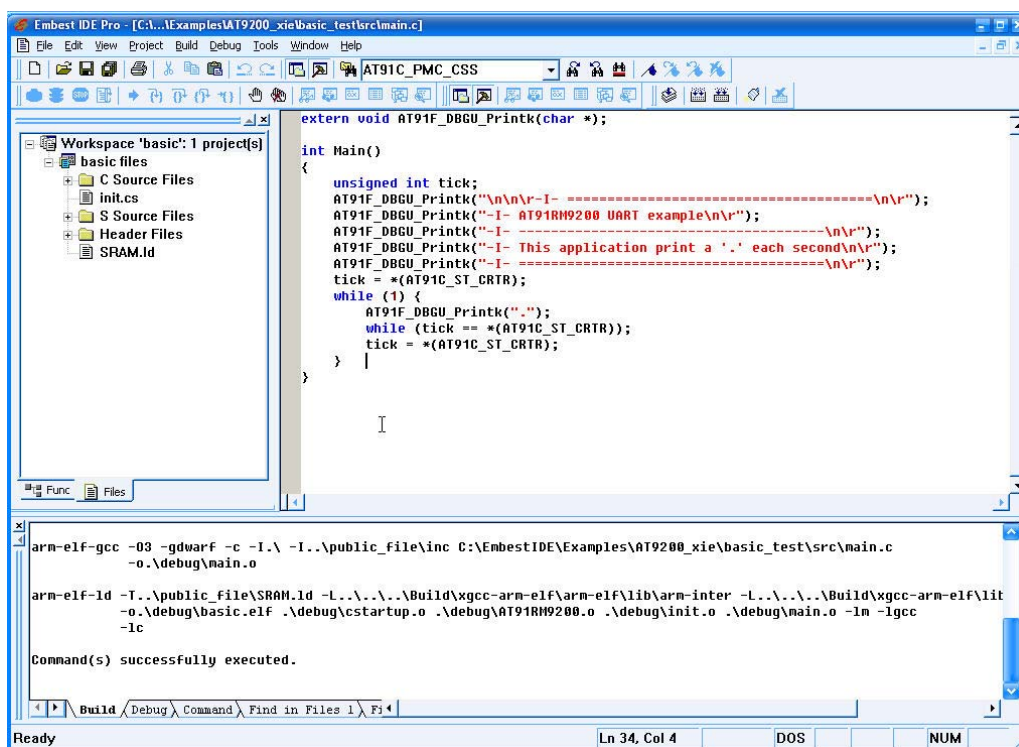 Embest IDE Pro - [C:\...\Examples\AT9200_xie\basic_test\src\main.c]
File Edit View Project Build Debug Tools Window Help
AT91C_PMC_CSS
Workspace 'basic': 1 project(s)
basic files
C Source Files
init.cs
S Source Files
Header Files
SRAM.ld
Func Files
extern void AT91F_DBGU_Printk(char *);
int Main()
{
unsigned int tick;
AT91F_DBGU_Printk("\n\n\r-I- ======================================\n\r");
AT91F_DBGU_Printk("-I- AT91RM9200 UART example\n\r");
AT91F_DBGU_Printk("-I- --------------------------------------\n\r");
AT91F_DBGU_Printk("-I- This application print a '.' each second\n\r");
AT91F_DBGU_Printk("-I- ======================================\n\r");
tick = *(AT91C_ST_CRTR);
while (1) {
AT91F_DBGU_Printk(".");
while (tick == *(AT91C_ST_CRTR));
tick = *(AT91C_ST_CRTR);
}
}
arm-elf-gcc -O3 -gdwarf -c -I.\ -I..\public_file\inc C:\EmbestIDE\Examples\AT9200_xie\basic_test\src\main.c
-o.\debug\main.o
arm-elf-ld -T..\public_file\SRAM.ld -L..\..\..\Build\xgcc-arm-elf\arm-elf\lib\arm-inter -L..\..\..\Build\xgcc-arm-elf\lib
-o.\debug\basic.elf .\debug\cstartup.o .\debug\AT91RM9200.o .\debug\init.o .\debug\main.o -lm -lgcc
-lc
Command(s) successfully executed.
Build Debug Command Find in Files 1 Fi
Ready Ln 34, Col 4 DOS NUM